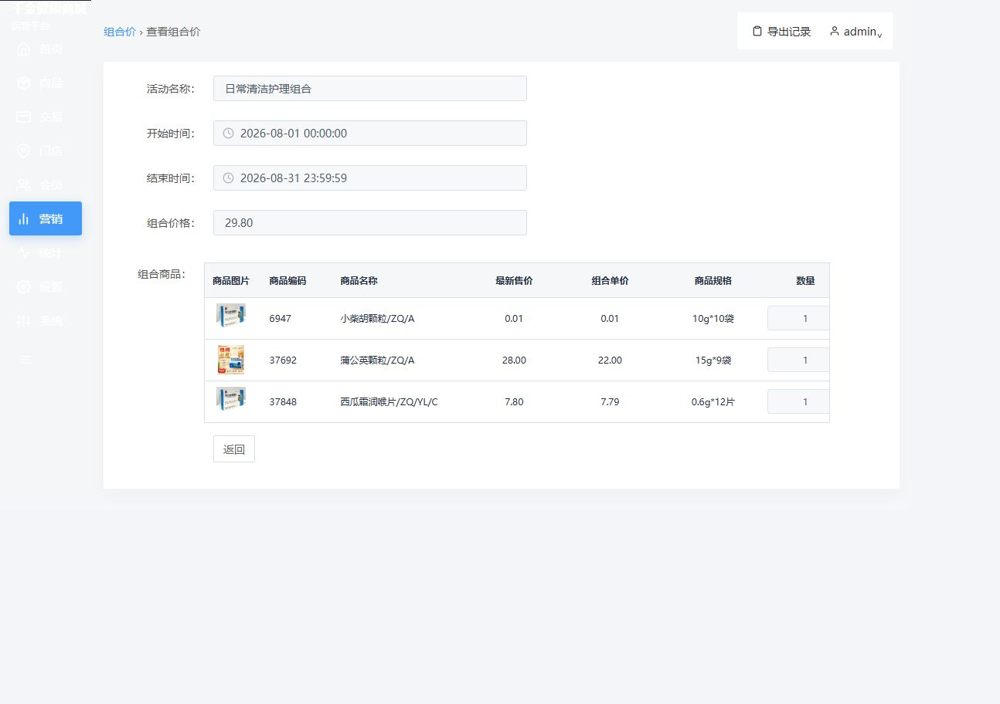 千金健康商城
运营平台
首页
商品
交易
门店
会员
营销
统计
设置
系统
组合价 › 查看组合价
导出记录 admin
活动名称： 日常清洁护理组合
开始时间： 2026-08-01 00:00:00
结束时间： 2026-08-31 23:59:59
组合价格： 29.80
组合商品：
商品图片 商品编码 商品名称 最新售价 组合单价 商品规格 数量
6947 小柴胡颗粒/ZQ/A 0.01 0.01 10g*10袋 1
37692 蒲公英颗粒/ZQ/A 28.00 22.00 15g*9袋 1
37848 西瓜霜润喉片/ZQ/YL/C 7.80 7.79 0.6g*12片 1
返回